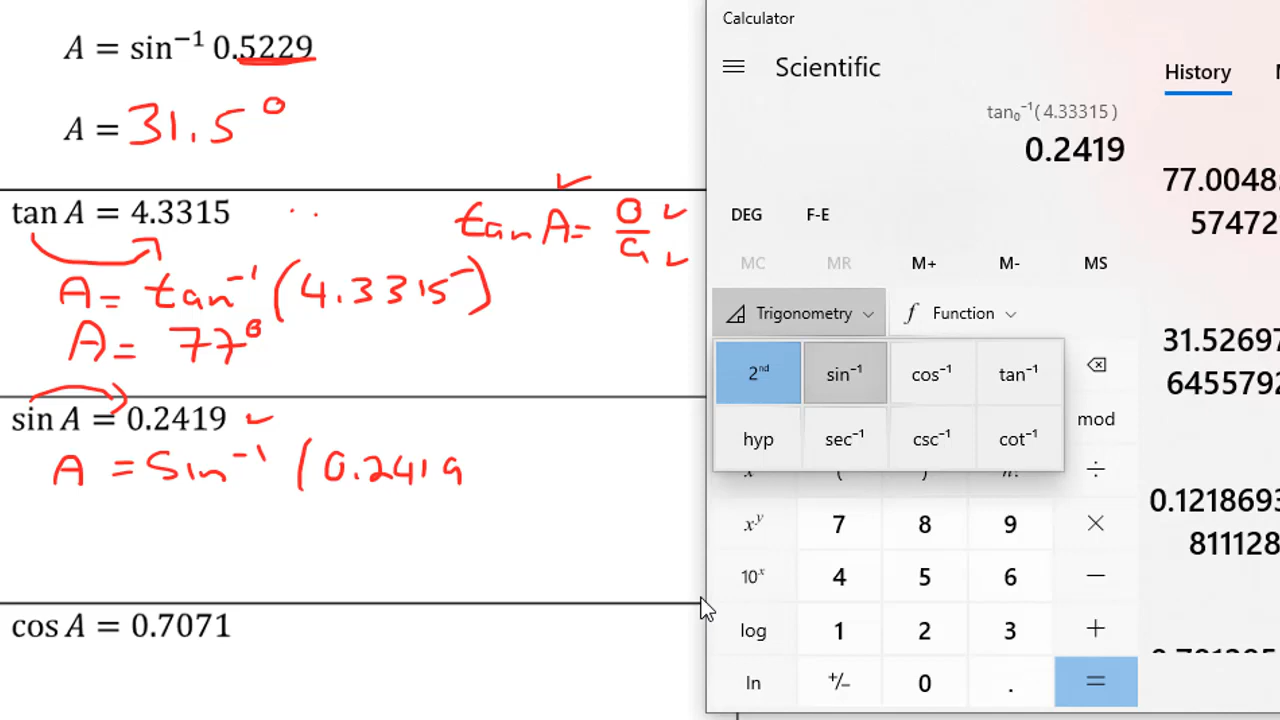 A = sin⁻¹ 0.5229
A = 31.5°
tan A = 4.3315
tan A = O/a
A = tan⁻¹ (4.3315)
A = 77°
sin A = 0.2419
A = Sin⁻¹ (0.2419
cos A = 0.7071
Calculator
Scientific
History
tan₀⁻¹( 4.33315 )
0.2419
DEG F-E
MC MR M+ M- MS
Trigonometry f Function
2ⁿᵈ sin⁻¹ cos⁻¹ tan⁻¹
hyp sec⁻¹ csc⁻¹ cot⁻¹
mod
÷
xʸ 7 8 9 ×
10ˣ 4 5 6 −
log 1 2 3 +
ln +/− 0 . =
77.0048
57472
31.52697
6455792
0.1218693
811128